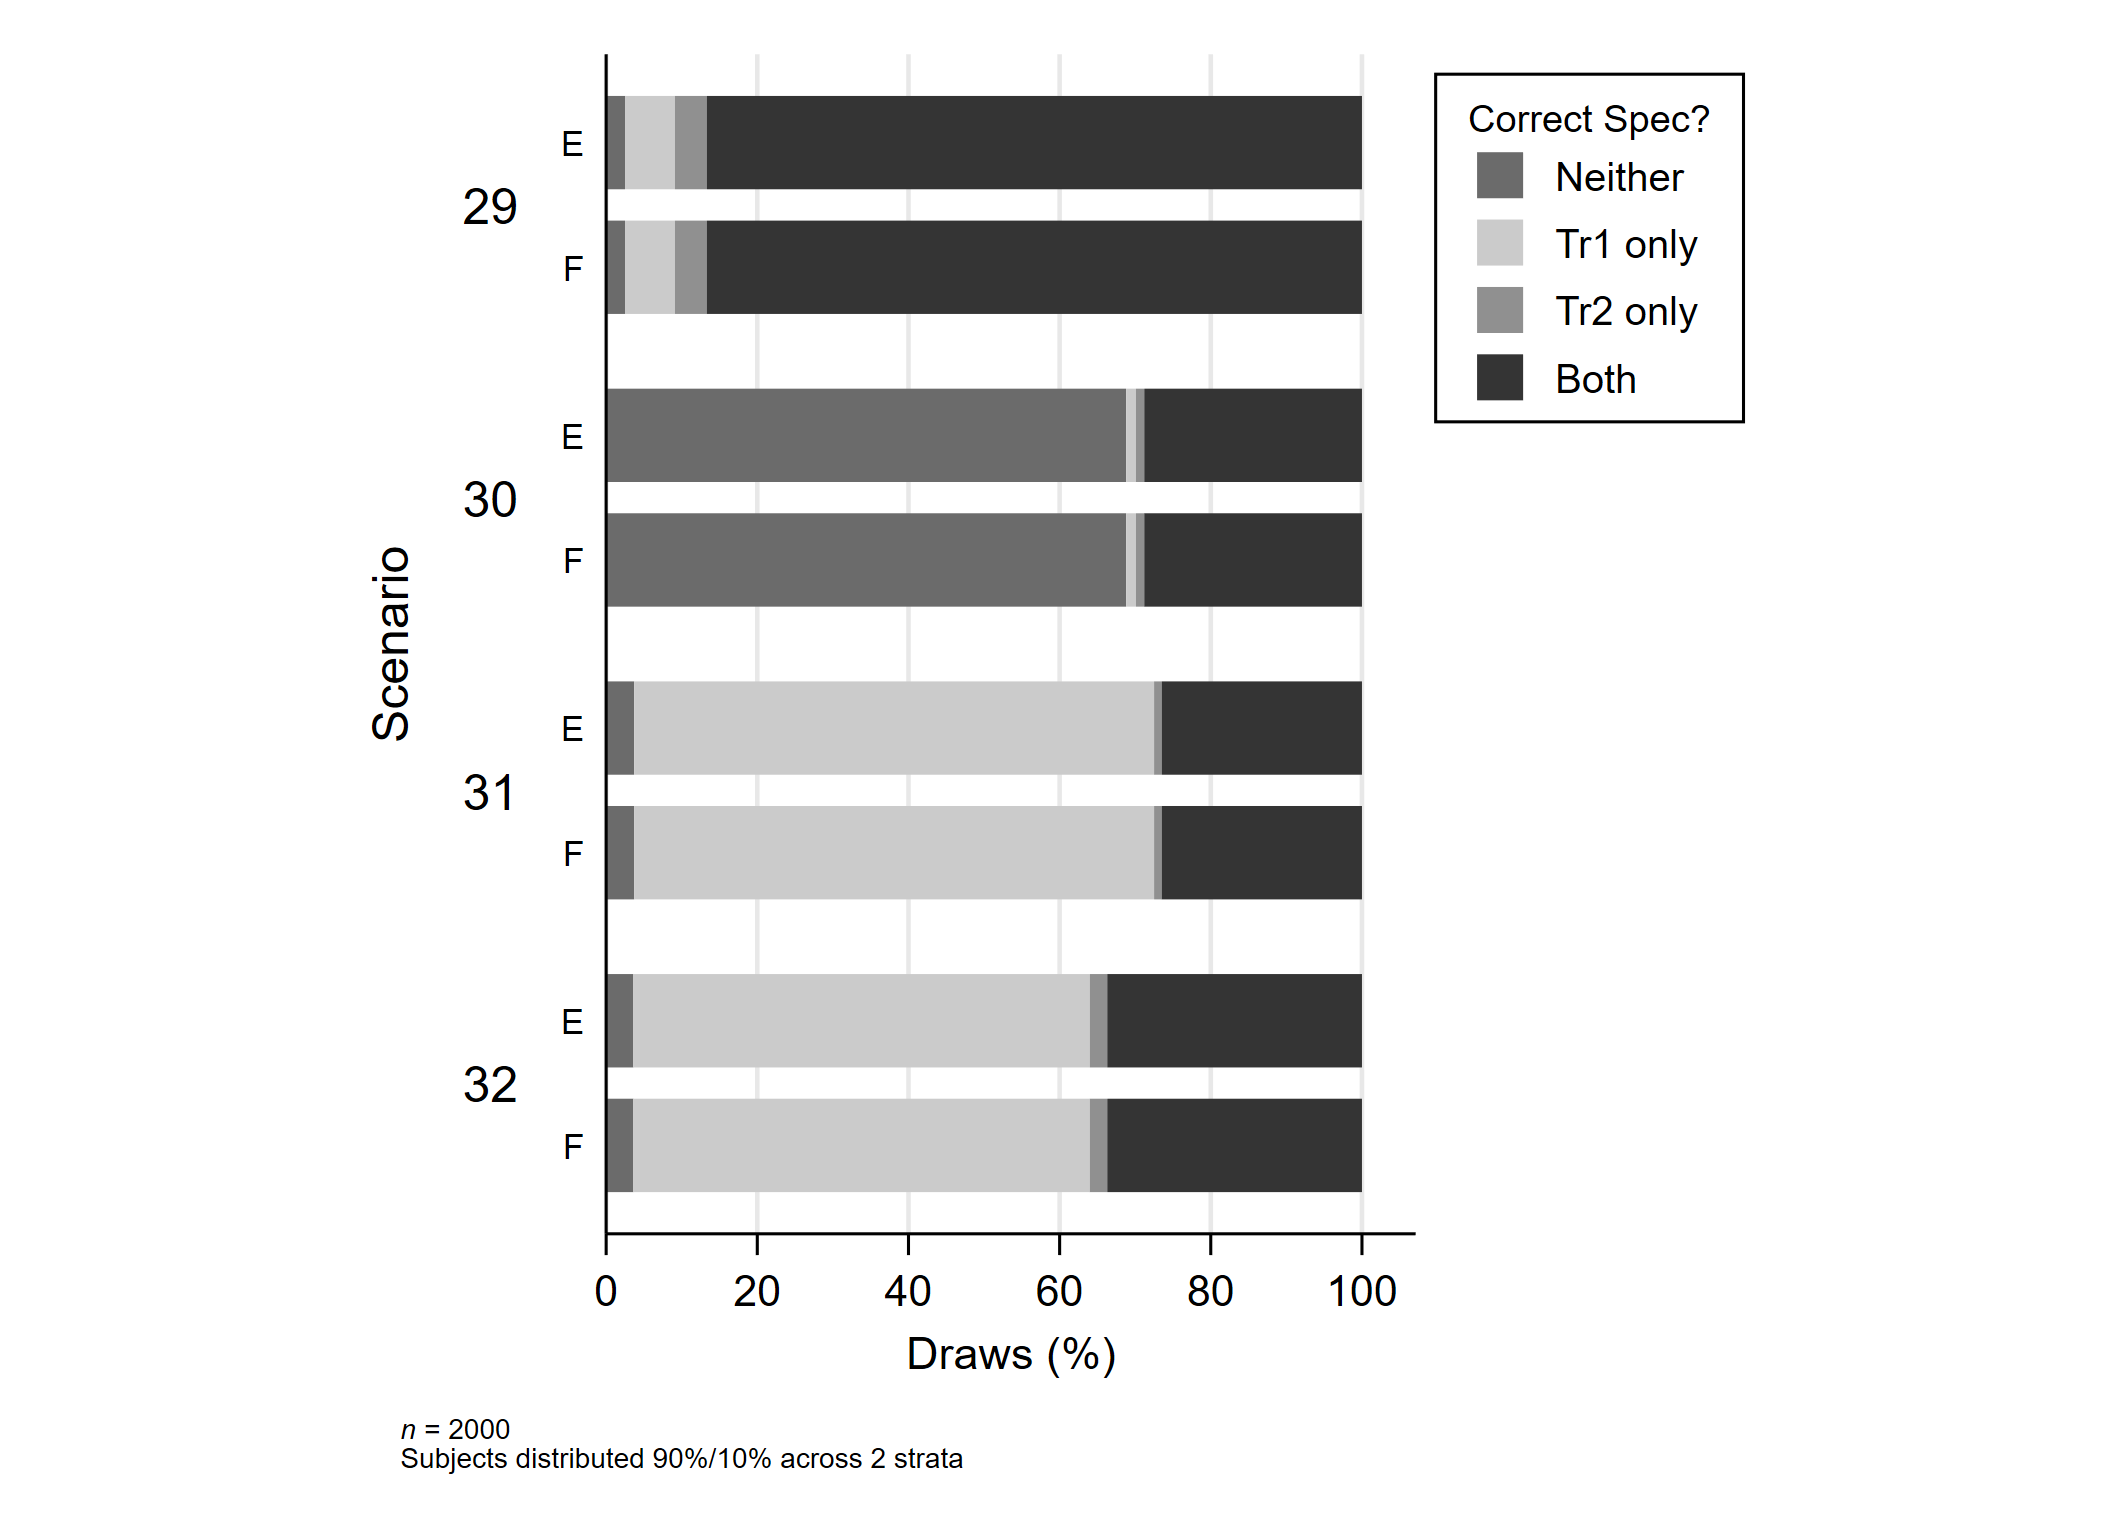 Correct Spec?
Neither
Tr1 only
Tr2 only
Both
Scenario
29
E
F
30
E
F
31
E
F
32
E
F
0 20 40 60 80 100
Draws (%)
n = 2000
Subjects distributed 90%/10% across 2 strata